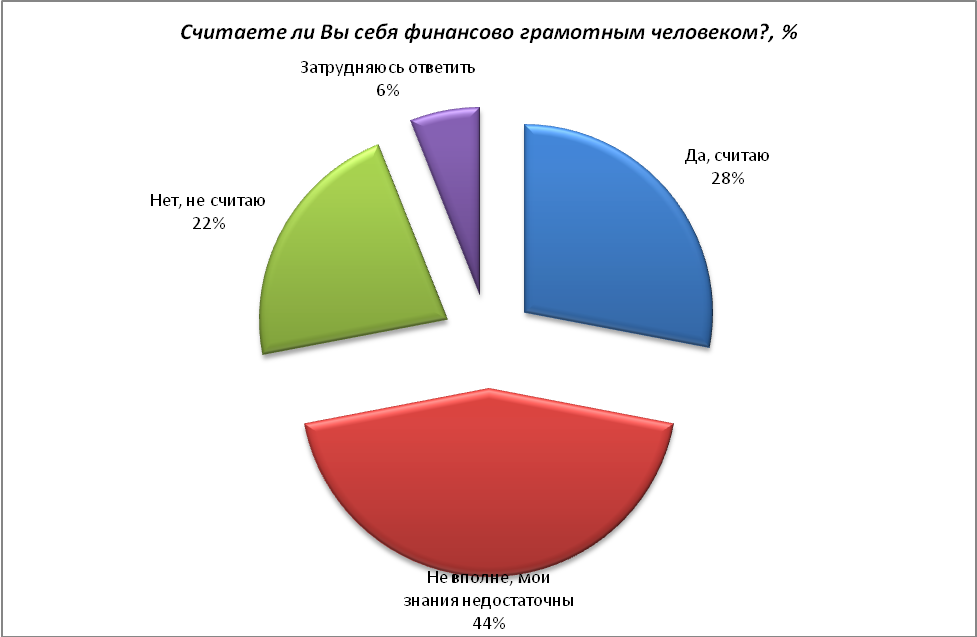 Считаете ли Вы себя финансово грамотным человеком?, %
Затрудняюсь ответить
6%
Да, считаю
28%
Нет, не считаю
22%
Не вполне, мои
знания недостаточны
44%